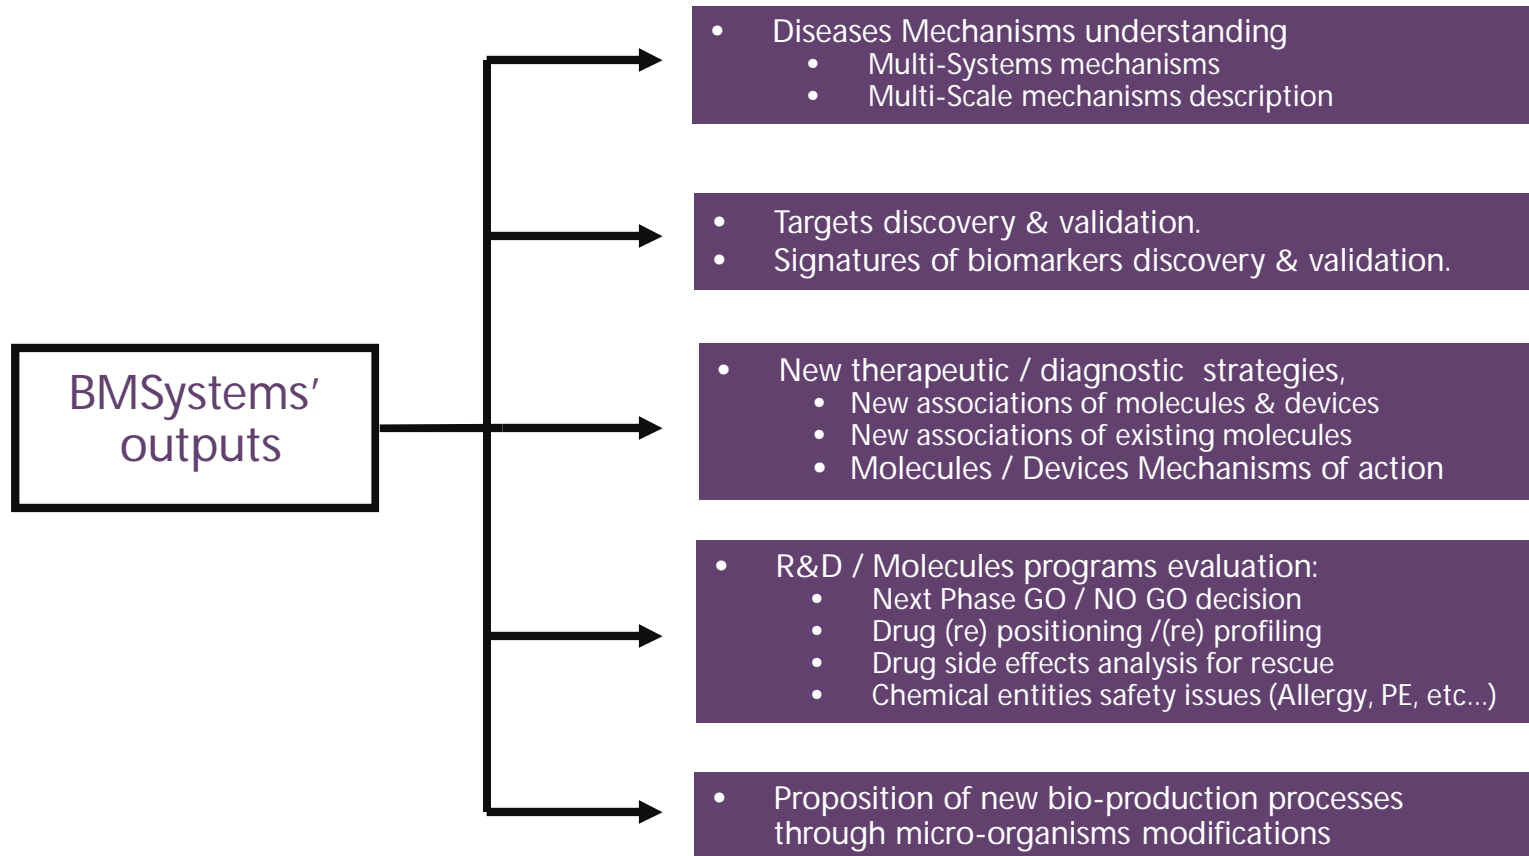 BMSystems'
outputs
• Diseases Mechanisms understanding
• Multi-Systems mechanisms
• Multi-Scale mechanisms description
• Targets discovery & validation.
• Signatures of biomarkers discovery & validation.
• New therapeutic / diagnostic strategies,
• New associations of molecules & devices
• New associations of existing molecules
• Molecules / Devices Mechanisms of action
• R&D / Molecules programs evaluation:
• Next Phase GO / NO GO decision
• Drug (re) positioning /(re) profiling
• Drug side effects analysis for rescue
• Chemical entities safety issues (Allergy, PE, etc...)
• Proposition of new bio-production processes
through micro-organisms modifications